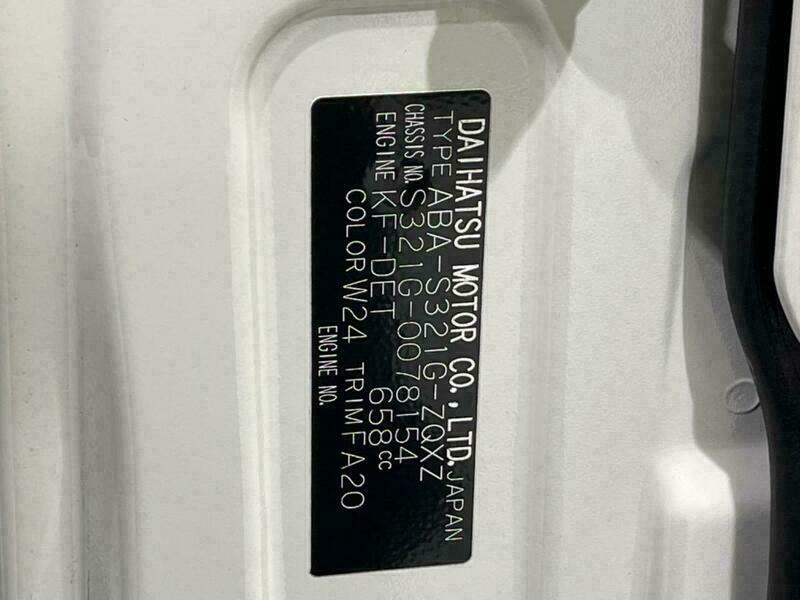 DAIHATSU MOTOR CO.,LTD. JAPAN
TYPE ABA-S321G-ZQXZ
CHASSIS NO. S321G-0078154
ENGINE KF-DET 658cc
COLOR W24 TRIM FA20
ENGINE NO.